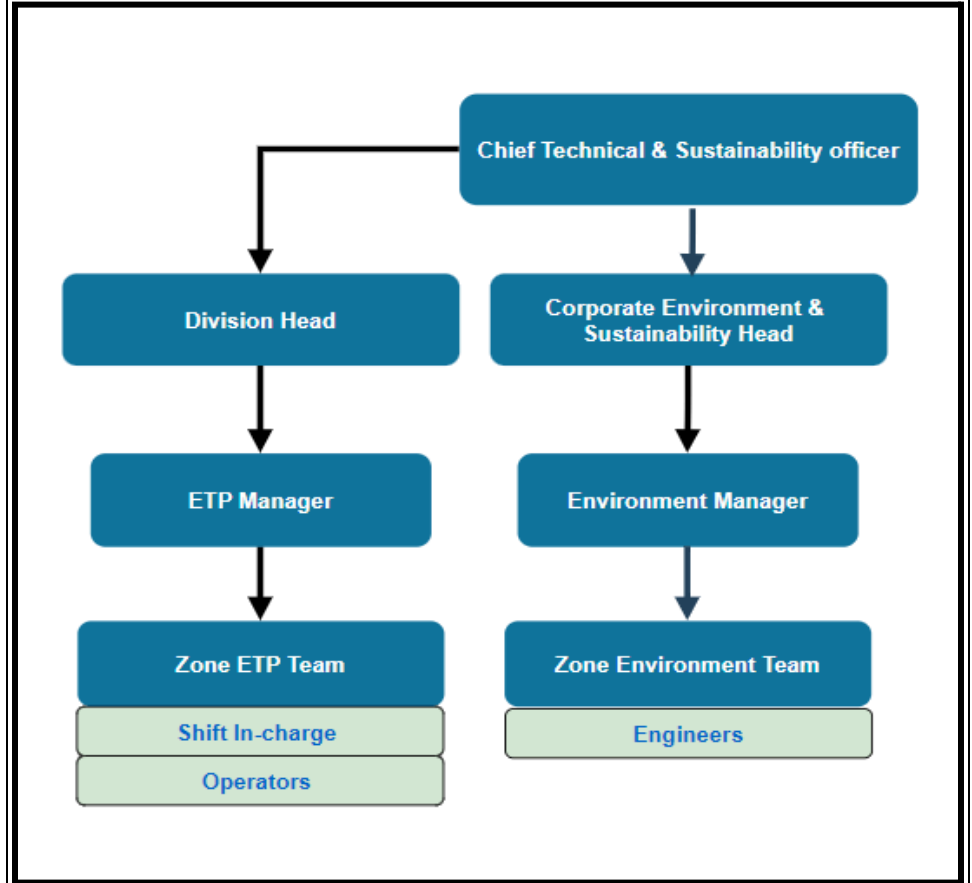 Chief Technical & Sustainability officer
Division Head
Corporate Environment &
Sustainability Head
ETP Manager
Environment Manager
Zone ETP Team
Zone Environment Team
Shift In-charge
Engineers
Operators